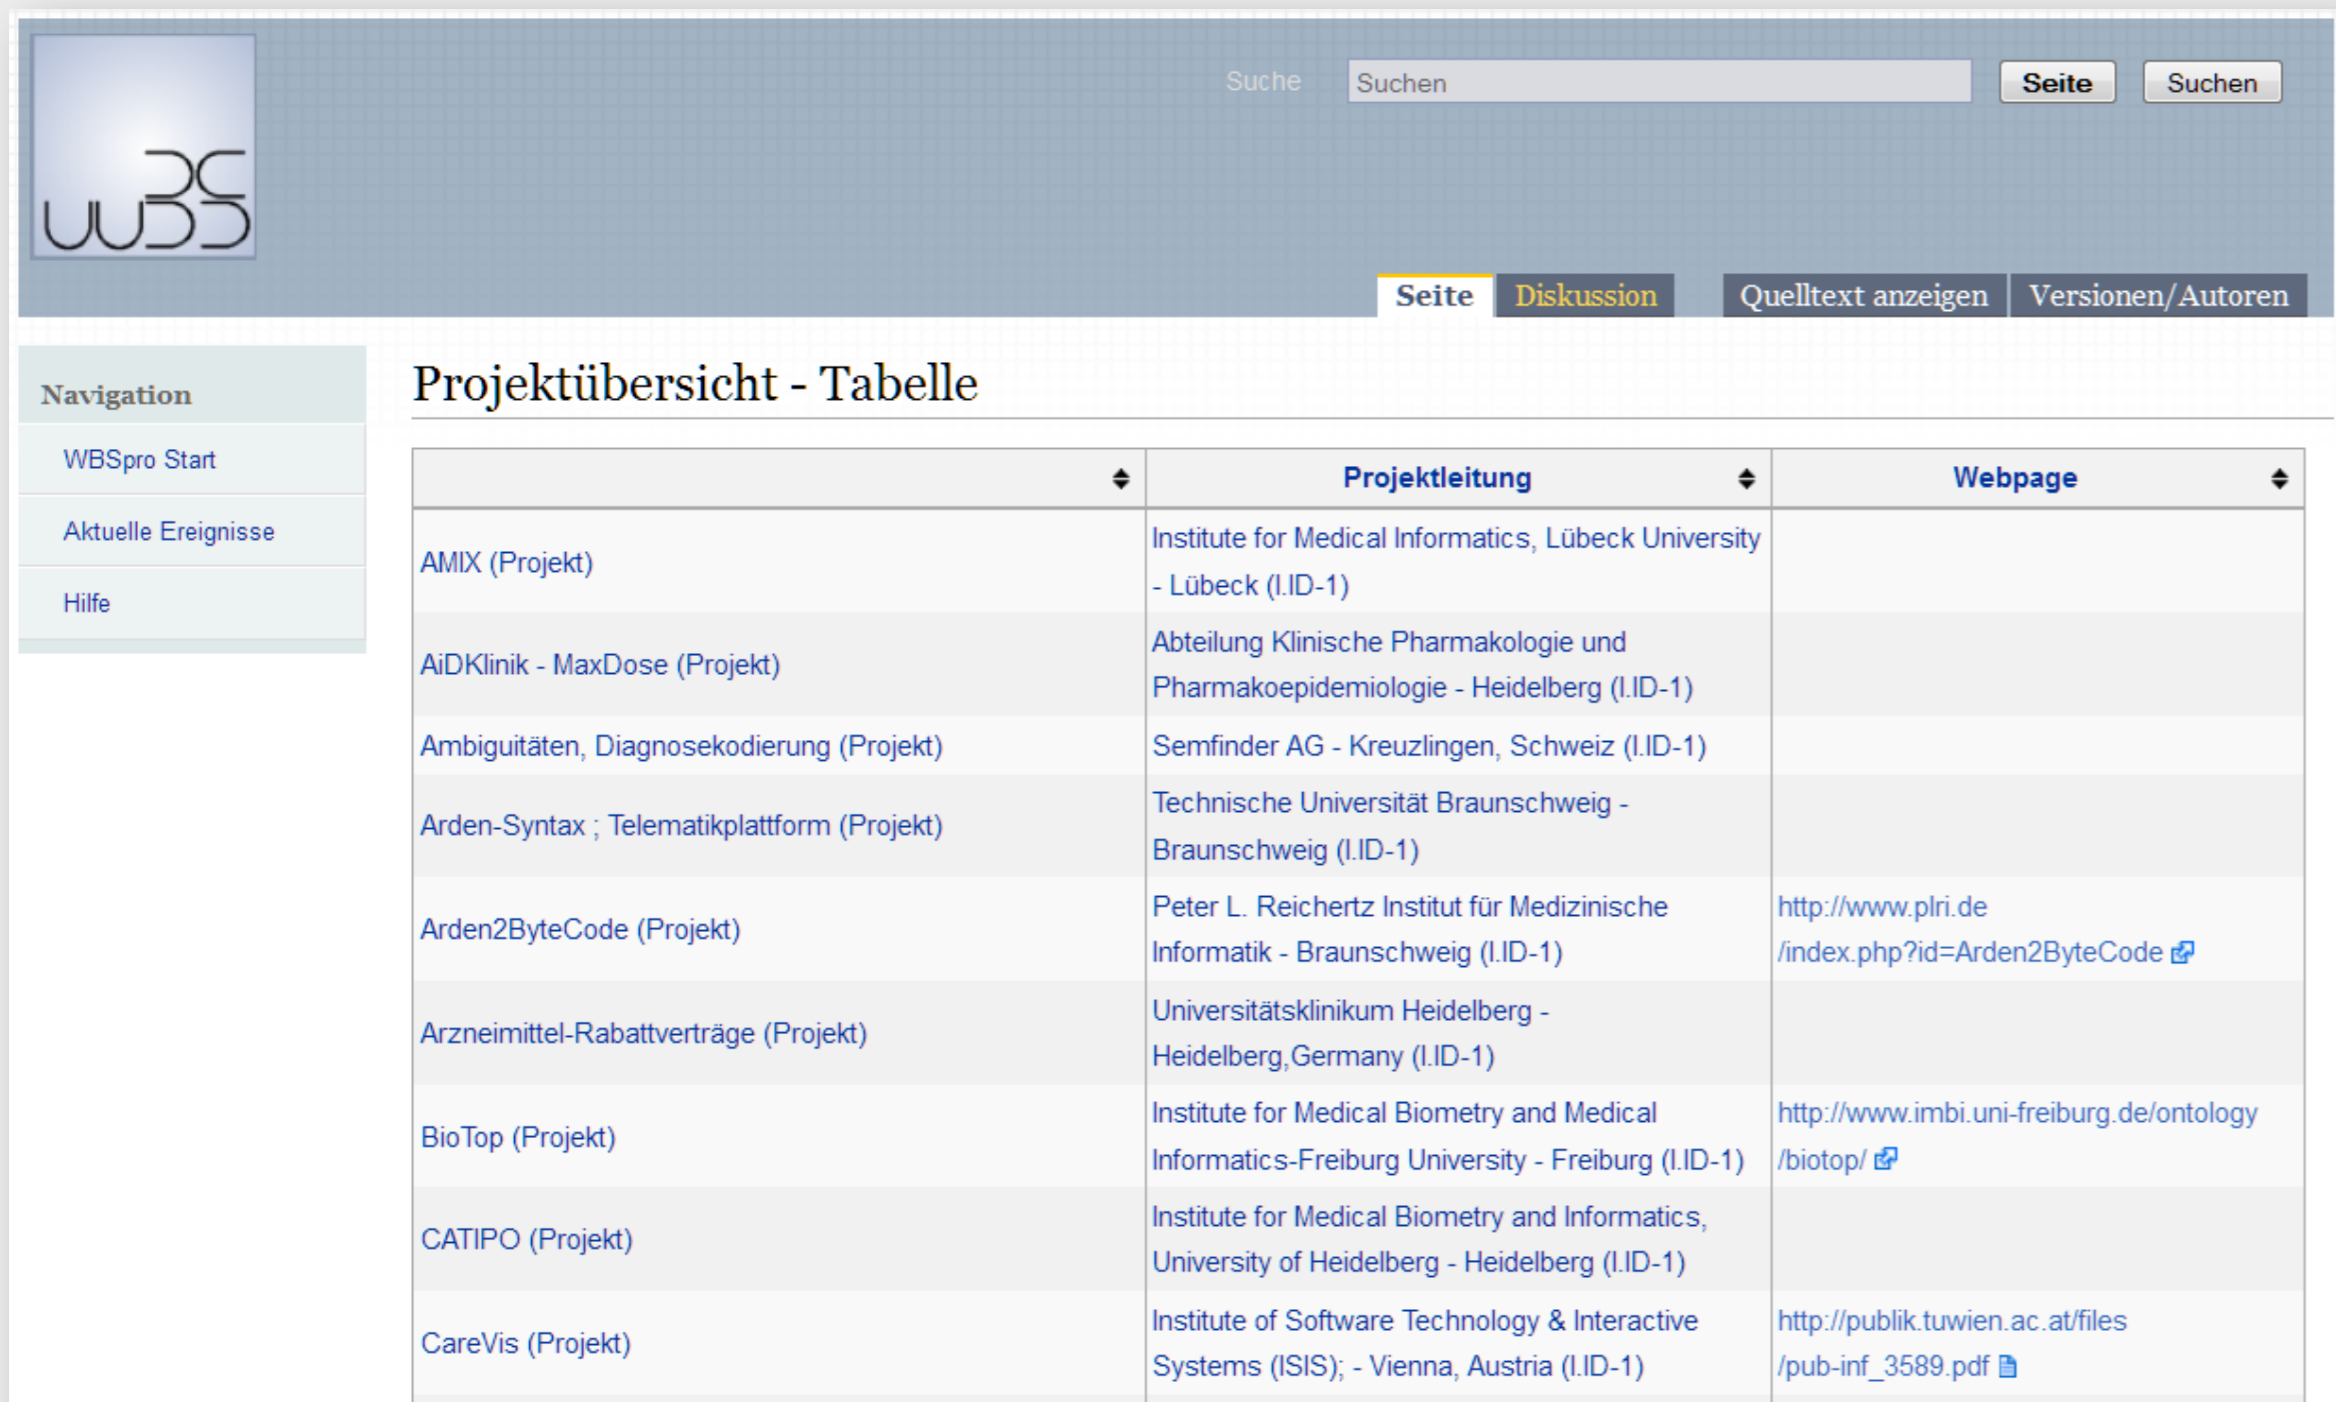 WBS
Suche
Suchen
Seite
Suchen
Seite
Diskussion
Quelltext anzeigen
Versionen/Autoren
Navigation
WBSpro Start
Aktuelle Ereignisse
Hilfe
Projektübersicht - Tabelle
Projektleitung
Webpage
AMIX (Projekt)
Institute for Medical Informatics, Lübeck University
- Lübeck (I.ID-1)
AiDKlinik - MaxDose (Projekt)
Abteilung Klinische Pharmakologie und
Pharmakoepidemiologie - Heidelberg (I.ID-1)
Ambiguitäten, Diagnosekodierung (Projekt)
Semfinder AG - Kreuzlingen, Schweiz (I.ID-1)
Arden-Syntax ; Telematikplattform (Projekt)
Technische Universität Braunschweig -
Braunschweig (I.ID-1)
Arden2ByteCode (Projekt)
Peter L. Reichertz Institut für Medizinische
Informatik - Braunschweig (I.ID-1)
http://www.plri.de
/index.php?id=Arden2ByteCode
Arzneimittel-Rabattverträge (Projekt)
Universitätsklinikum Heidelberg -
Heidelberg,Germany (I.ID-1)
BioTop (Projekt)
Institute for Medical Biometry and Medical
Informatics-Freiburg University - Freiburg (I.ID-1)
http://www.imbi.uni-freiburg.de/ontology
/biotop/
CATIPO (Projekt)
Institute for Medical Biometry and Informatics,
University of Heidelberg - Heidelberg (I.ID-1)
CareVis (Projekt)
Institute of Software Technology & Interactive
Systems (ISIS); - Vienna, Austria (I.ID-1)
http://publik.tuwien.ac.at/files
/pub-inf_3589.pdf